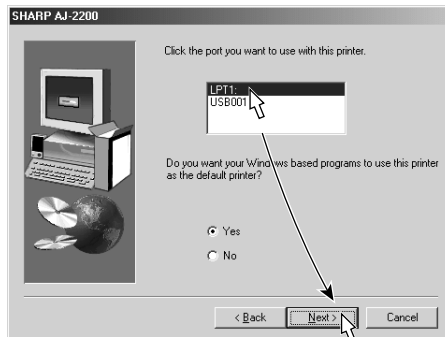 SHARP AJ-2200
Click the port you want to use with this printer.
LPT1:
USB001
Do you want your Windows based programs to use this printer
as the default printer?
Yes
No
< Back
Next >
Cancel